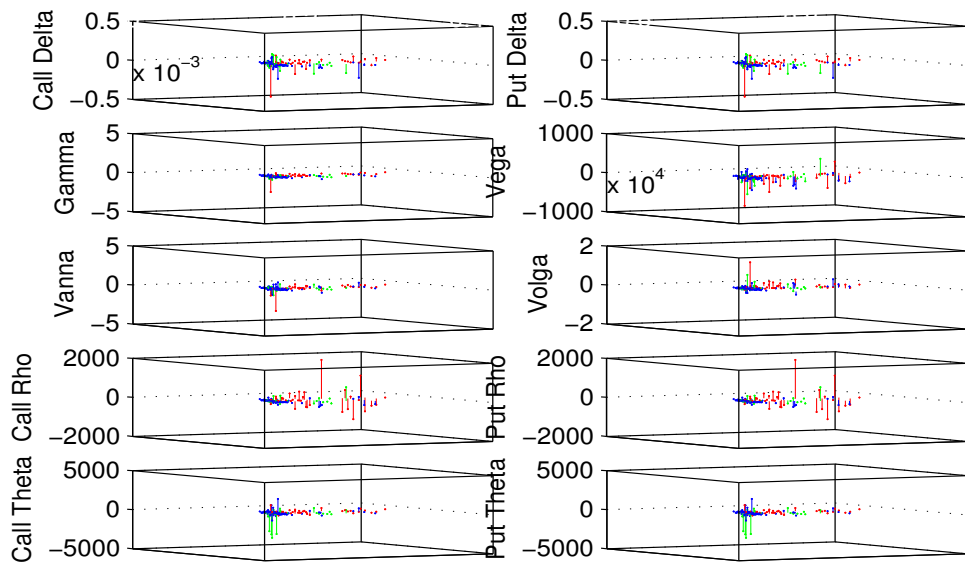 0.5
0
−0.5
Call Delta
x 10−3
0.5
0
−0.5
Put Delta
5
0
−5
Gamma
1000
0
−1000
Vega
x 10⁴
5
0
−5
Vanna
2
0
−2
Volga
2000
0
−2000
Call Rho
2000
0
−2000
Put Rho
5000
0
−5000
Call Theta
5000
0
−5000
Put Theta